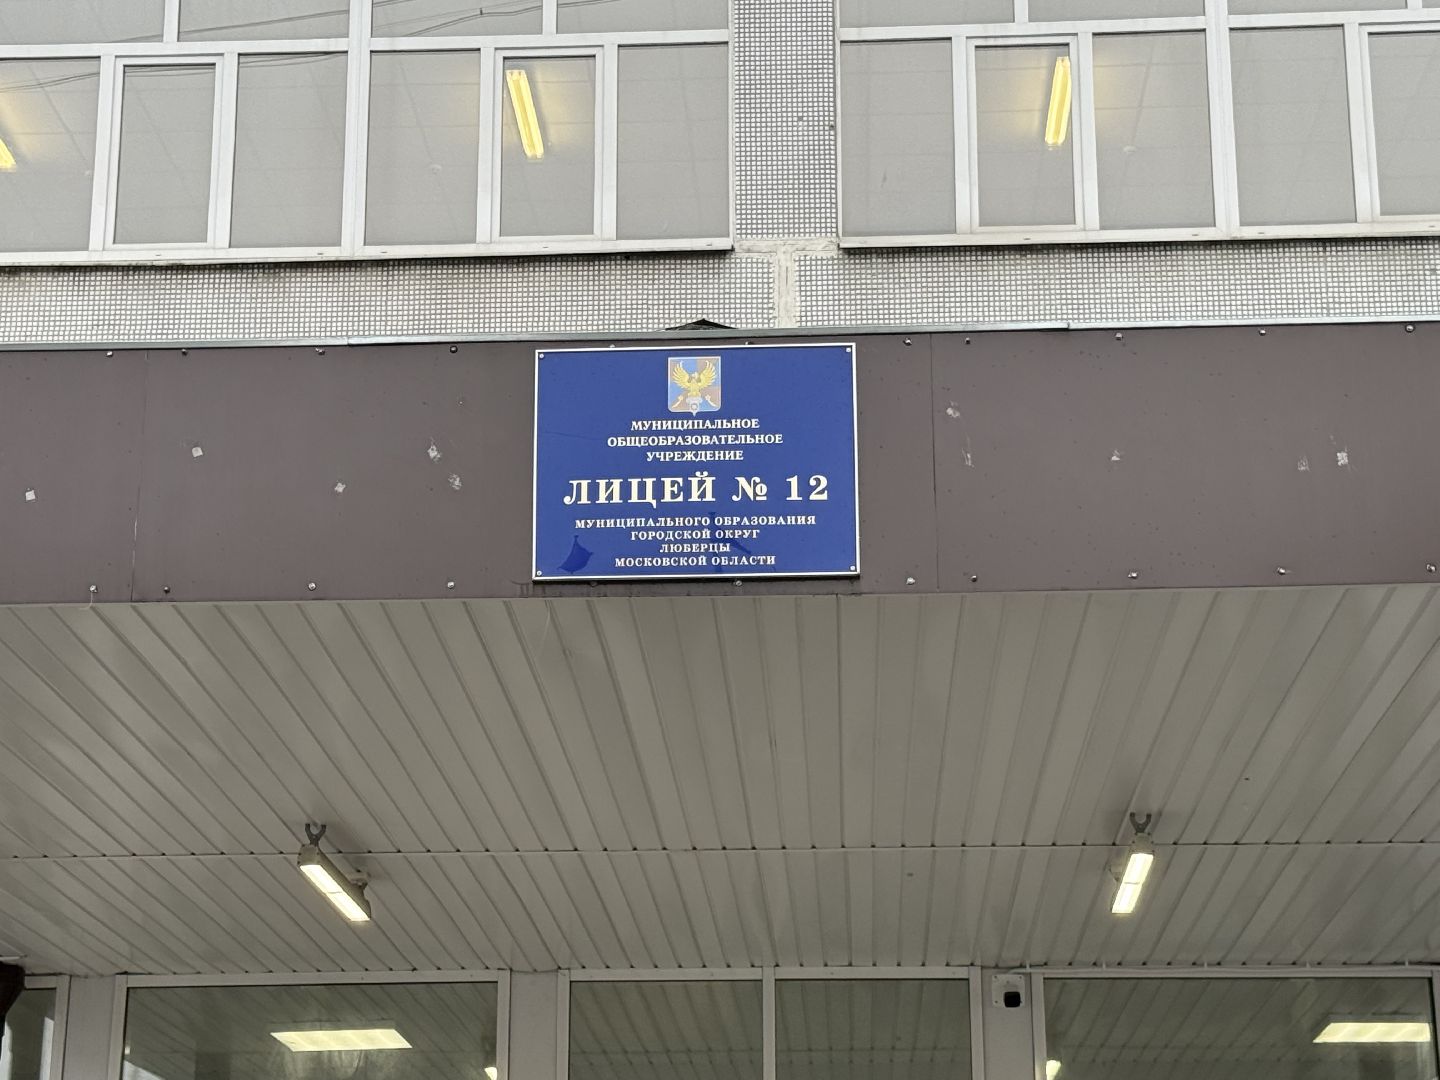 МУНИЦИПАЛЬНОЕ
ОБЩЕОБРАЗОВАТЕЛЬНОЕ
УЧРЕЖДЕНИЕ
ЛИЦЕЙ № 12
МУНИЦИПАЛЬНОГО ОБРАЗОВАНИЯ
ГОРОДСКОЙ ОКРУГ
ЛЮБЕРЦЫ
МОСКОВСКОЙ ОБЛАСТИ